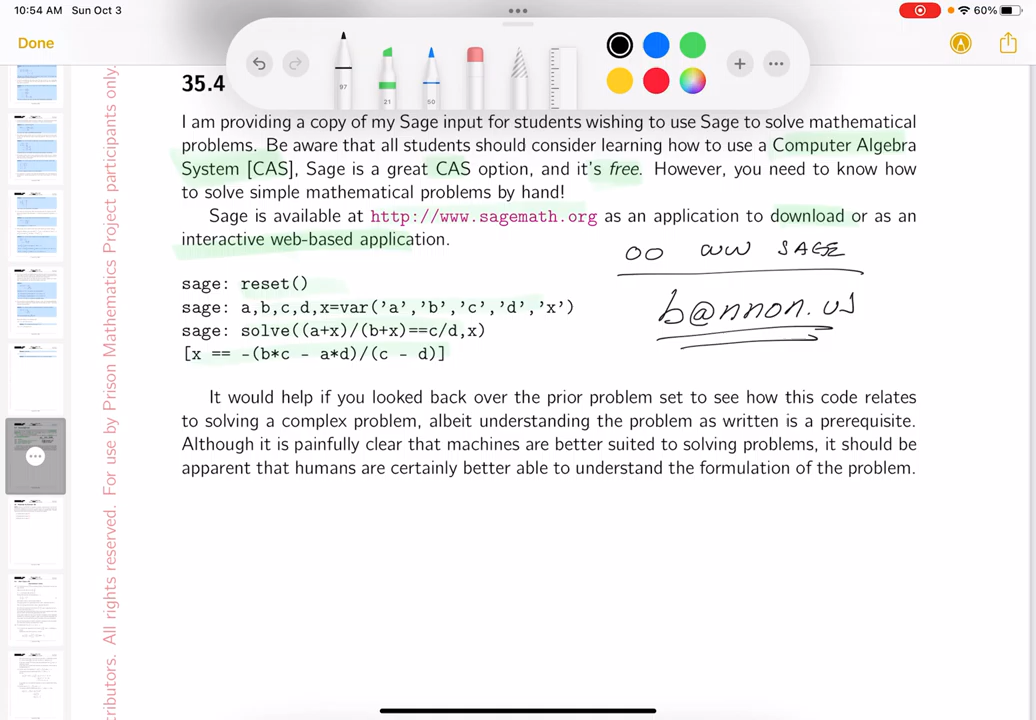 10:54 AM Sun Oct 3
60%
Done
97
21
50
35.4
I am providing a copy of my Sage input for students wishing to use Sage to solve mathematical
problems. Be aware that all students should consider learning how to use a Computer Algebra
System [CAS], Sage is a great CAS option, and it's free. However, you need to know how
to solve simple mathematical problems by hand!
Sage is available at http://www.sagemath.org as an application to download or as an
interactive web-based application.
OO WW SAGE
b@nnon.us
sage: reset()
sage: a,b,c,d,x=var('a','b','c','d','x')
sage: solve((a+x)/(b+x)==c/d,x)
[x == -(b*c - a*d)/(c - d)]
It would help if you looked back over the prior problem set to see how this code relates
to solving a complex problem, albeit understanding the problem as written is a prerequisite.
Although it is painfully clear that machines are better suited to solving problems, it should be
apparent that humans are certainly better able to understand the formulation of the problem.
tributors. All rights reserved. For use by Prison Mathematics Project participants only.